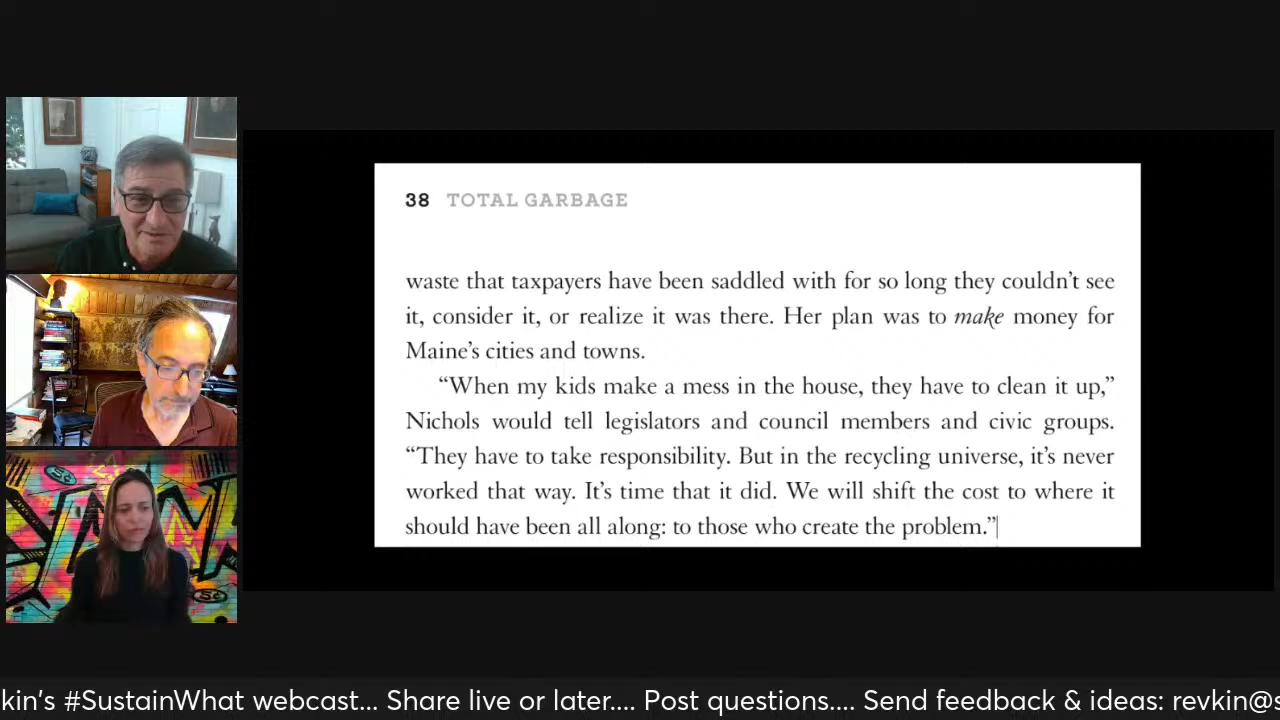 38 TOTAL GARBAGE
waste that taxpayers have been saddled with for so long they couldn't see
it, consider it, or realize it was there. Her plan was to make money for
Maine's cities and towns.
“When my kids make a mess in the house, they have to clean it up,”
Nichols would tell legislators and council members and civic groups.
“They have to take responsibility. But in the recycling universe, it's never
worked that way. It's time that it did. We will shift the cost to where it
should have been all along: to those who create the problem.”
kin's #SustainWhat webcast... Share live or later.... Post questions.... Send feedback & ideas: revkin@s